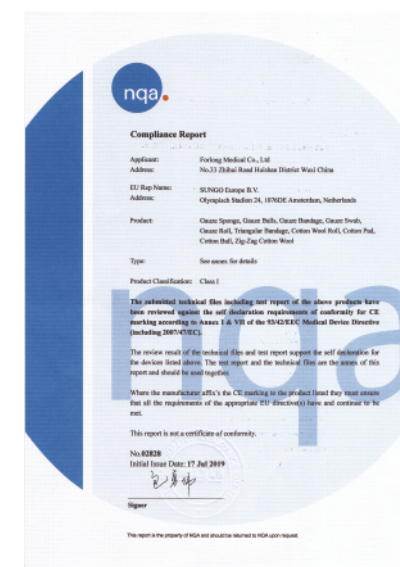 nqa.
Compliance Report
Applicant: Forlong Medical Co., Ltd
Address: No.33 Zhihui Road Huishan District Wuxi China
EU Rep Name: SUNGO Europe B.V.
Address: Olympisch Stadion 24, 1076DE Amsterdam, Netherlands
Product: Gauze Sponge, Gauze Balls, Gauze Bandage, Gauze Swab,
Gauze Roll, Triangular Bandage, Cotton Wool Roll, Cotton Pad,
Cotton Ball, Zig-Zag Cotton Wool
Type: See annex for details
Product Classification: Class I
The submitted technical files including test report of the above products have
been reviewed against the self declaration requirements of conformity for CE
marking according to Annex I & VII of the 93/42/EEC Medical Device Directive
(including 2007/47/EC).
The review result of the technical files and test report support the self declaration for
the devices listed above. The test report and the technical files are the annex of this
report and should be used together.
Where the manufacturer affix's the CE marking to the product listed they must ensure
that all the requirements of the appropriate EU directive(s) have and continue to be
met.
This report is not a certificate of conformity.
No.02828
Initial Issue Date: 17 Jul 2019
Signer
This report is the property of NQA and should be returned to NQA upon request
nqa